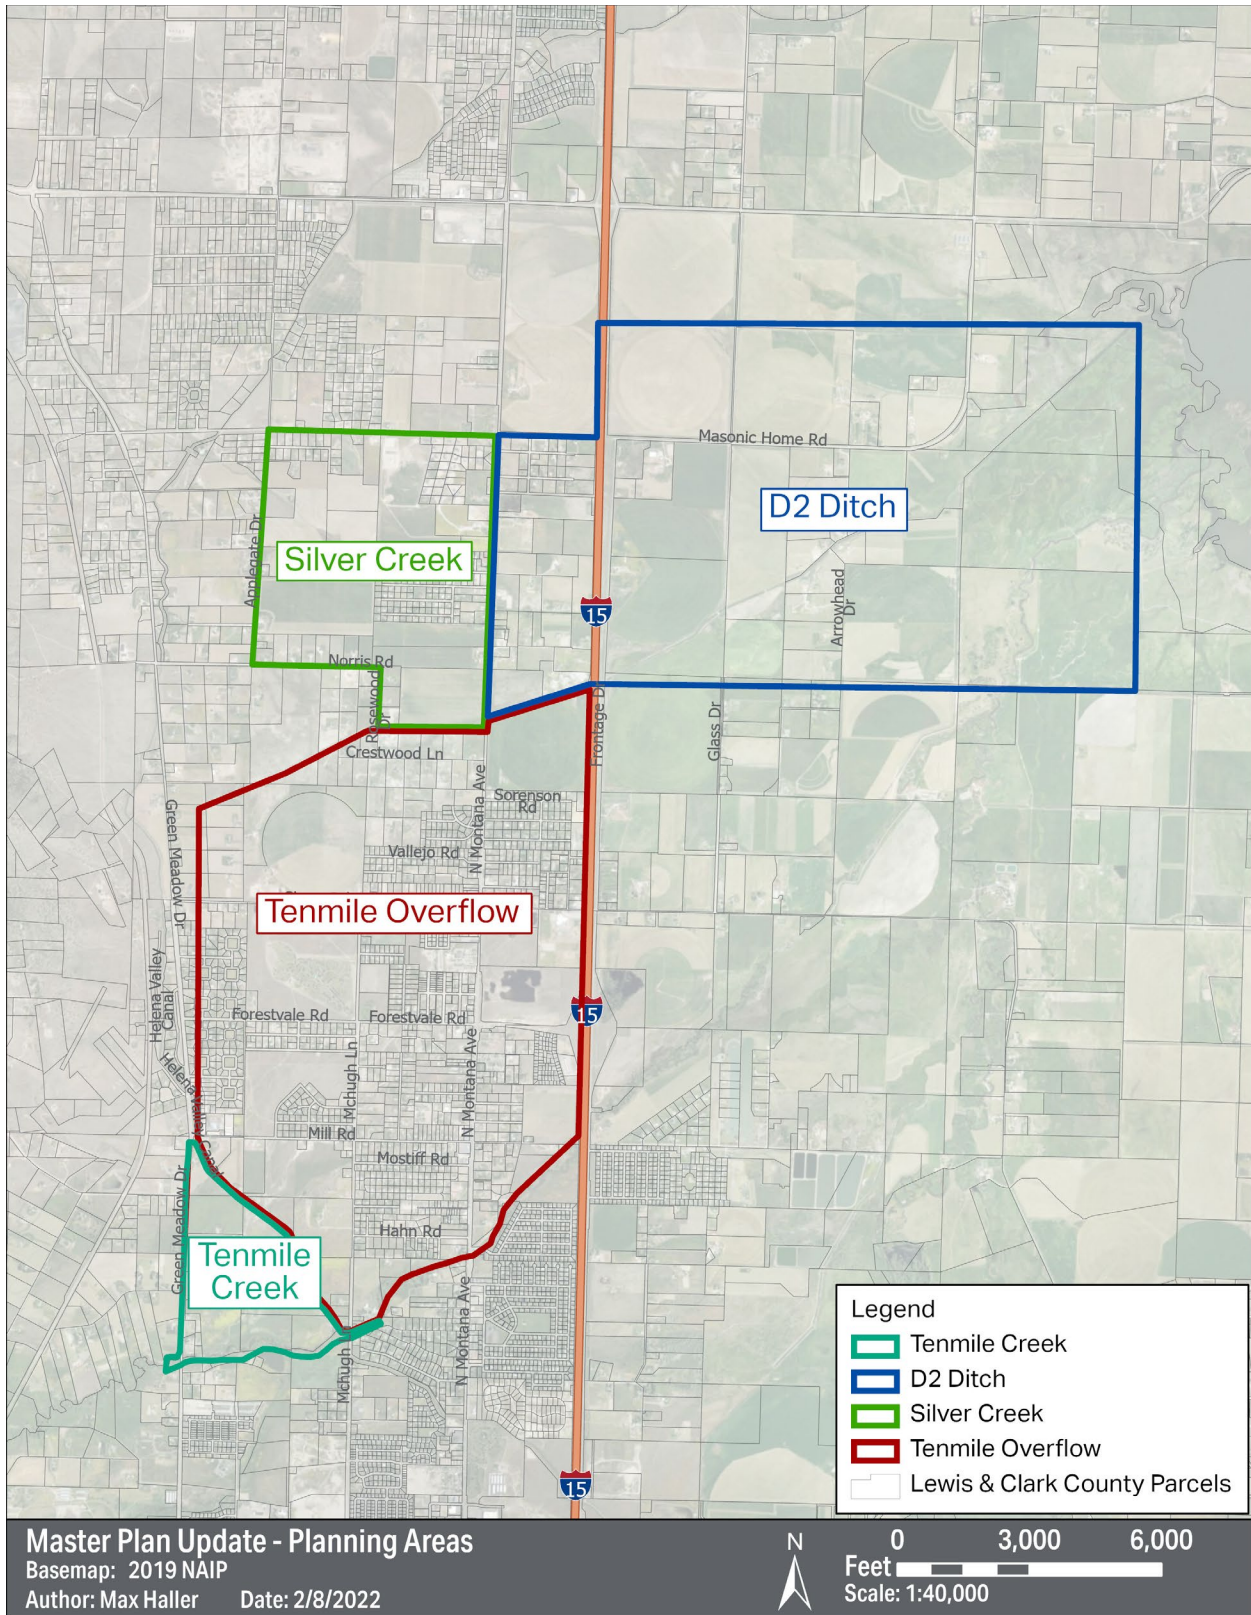 Masonic Home Rd
D2 Ditch
Silver Creek
Applegate Dr
Arrowhead
Dr
15
Norris Rd
Rosewood
Dr
Frontage Dr
Glass Dr
Crestwood Ln
N Montana Ave
Sorenson
Rd
Green Meadow Dr
Vallejo Rd
Tenmile Overflow
Helena Valley
Canal
Forestvale Rd
Forestvale Rd
15
Mchugh Ln
N Montana Ave
Helena Valley Canal
Mill Rd
Mostiff Rd
Green Meadow Dr
Hahn Rd
Tenmile
Creek
N Montana Ave
Mchugh
15
Legend
Tenmile Creek
D2 Ditch
Silver Creek
Tenmile Overflow
Lewis & Clark County Parcels
Master Plan Update - Planning Areas
Basemap: 2019 NAIP
Author: Max Haller Date: 2/8/2022
N
0 3,000 6,000
Feet
Scale: 1:40,000